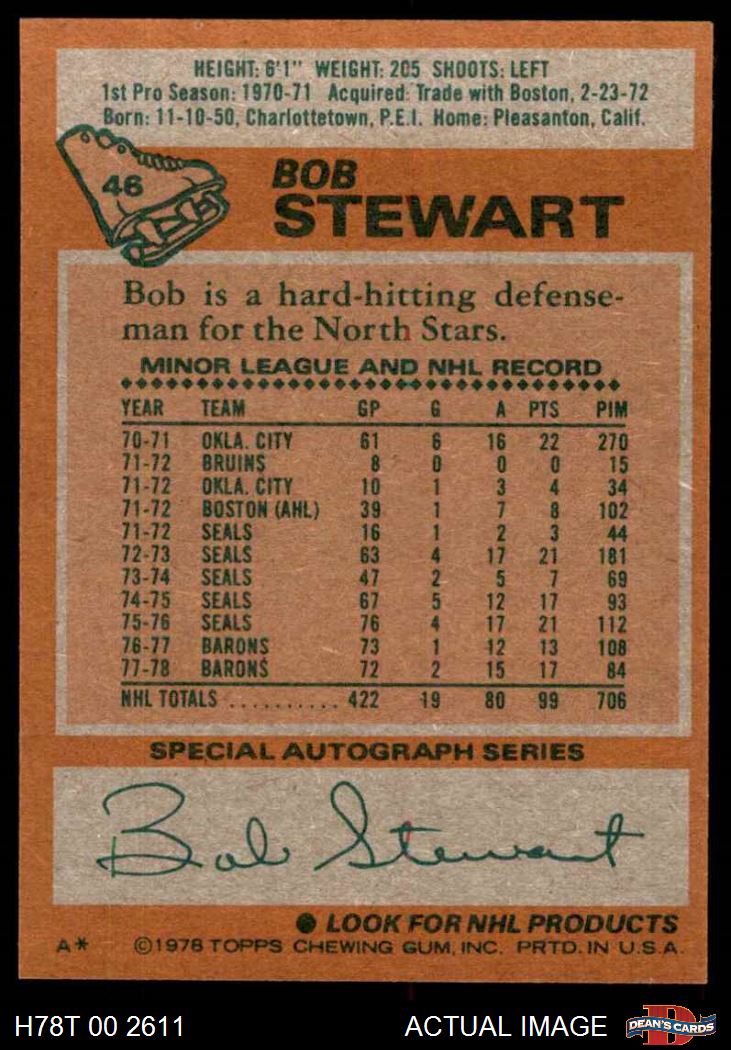 HEIGHT: 6'1" WEIGHT: 205 SHOOTS: LEFT
1st Pro Season: 1970-71 Acquired: Trade with Boston, 2-23-72
Born: 11-10-50, Charlottetown, P.E.I. Home: Pleasanton, Calif.
46
BOB
STEWART
Bob is a hard-hitting defense-
man for the North Stars.
MINOR LEAGUE AND NHL RECORD
YEAR TEAM GP G A PTS PIM
70-71 OKLA. CITY 61 6 16 22 270
71-72 BRUINS 8 0 0 0 15
71-72 OKLA. CITY 10 1 3 4 34
71-72 BOSTON (AHL) 39 1 7 8 102
71-72 SEALS 16 1 2 3 44
72-73 SEALS 63 4 17 21 181
73-74 SEALS 47 2 5 7 69
74-75 SEALS 67 5 12 17 93
75-76 SEALS 76 4 17 21 112
76-77 BARONS 73 1 12 13 108
77-78 BARONS 72 2 15 17 84
NHL TOTALS .......... 422 19 80 99 706
SPECIAL AUTOGRAPH SERIES
Bob Stewart
● LOOK FOR NHL PRODUCTS
A* ©1978 TOPPS CHEWING GUM, INC. PRTD. IN U.S.A.
H78T 00 2611 ACTUAL IMAGE DEAN'S CARDS